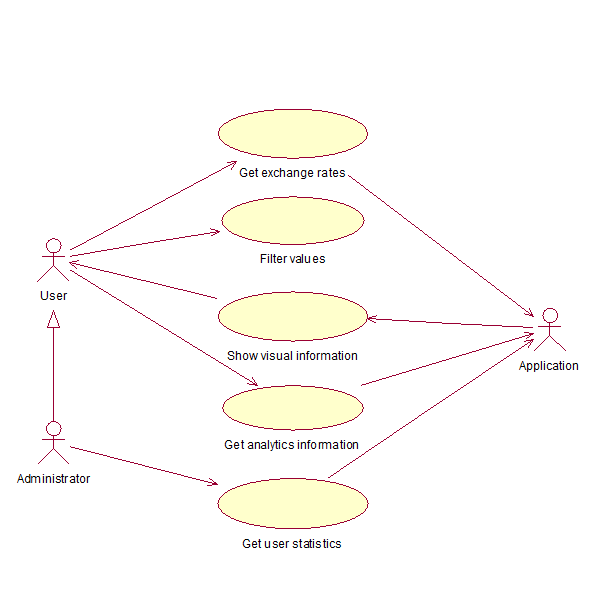 Get exchange rates
Filter values
User
Show visual information
Application
Get analytics information
Administrator
Get user statistics